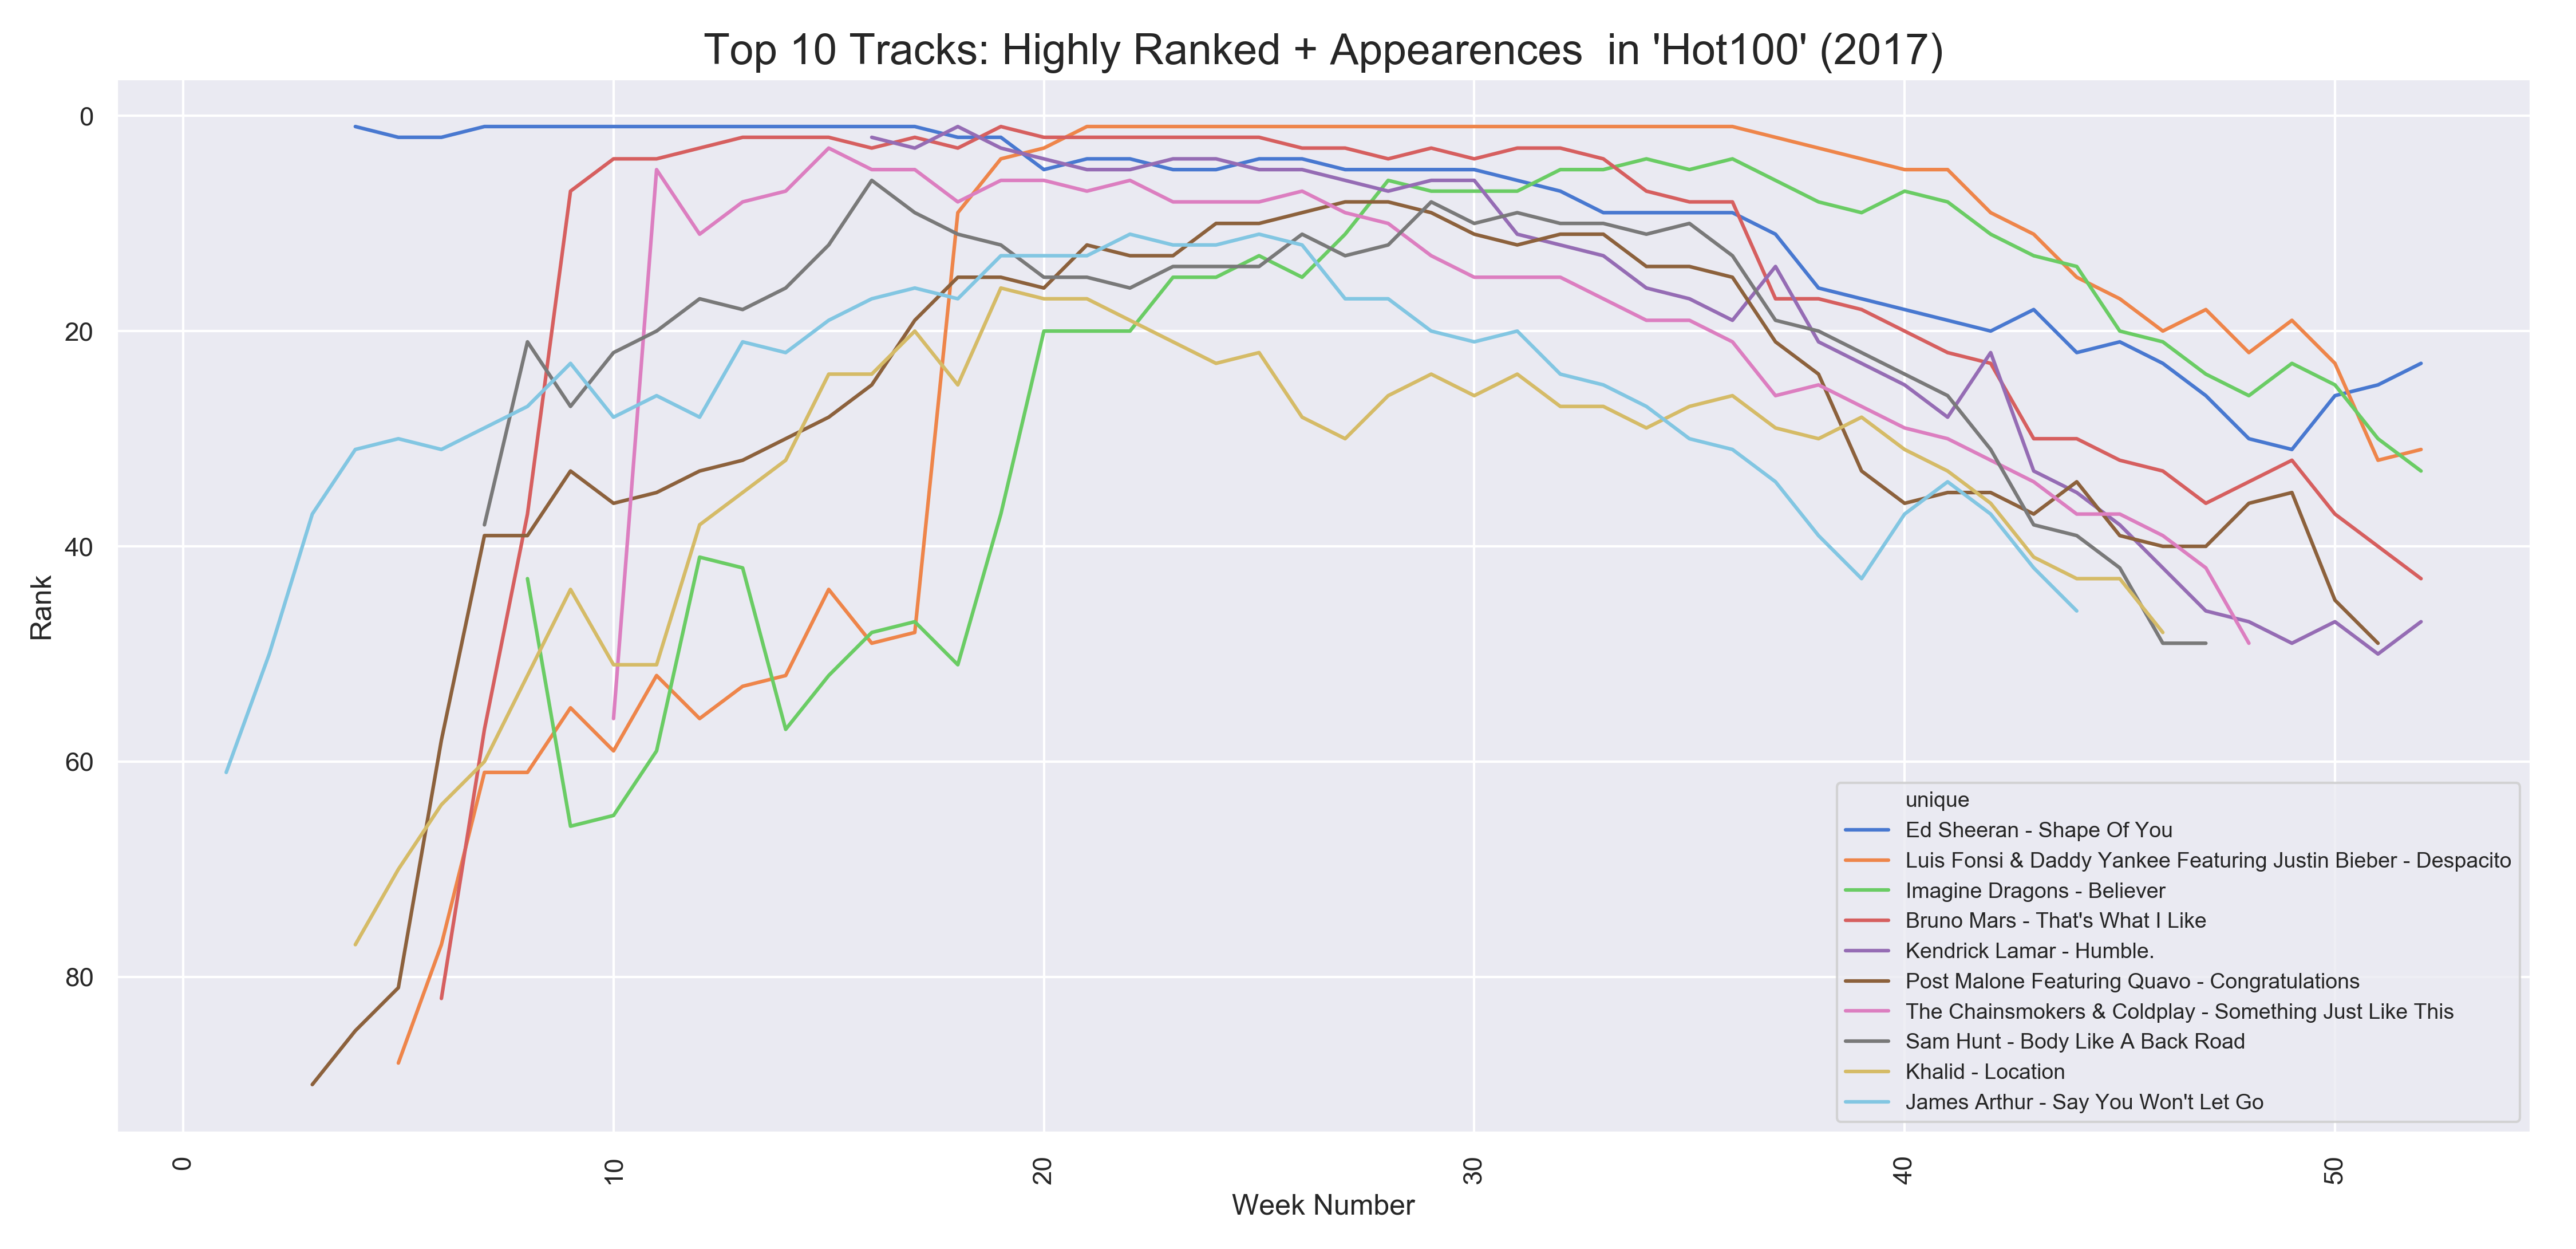 Top 10 Tracks: Highly Ranked + Appearences  in 'Hot100' (2017)
Rank
0
20
40
60
80
0
10
20
30
40
50
Week Number
unique
Ed Sheeran - Shape Of You
Luis Fonsi & Daddy Yankee Featuring Justin Bieber - Despacito
Imagine Dragons - Believer
Bruno Mars - That's What I Like
Kendrick Lamar - Humble.
Post Malone Featuring Quavo - Congratulations
The Chainsmokers & Coldplay - Something Just Like This
Sam Hunt - Body Like A Back Road
Khalid - Location
James Arthur - Say You Won't Let Go